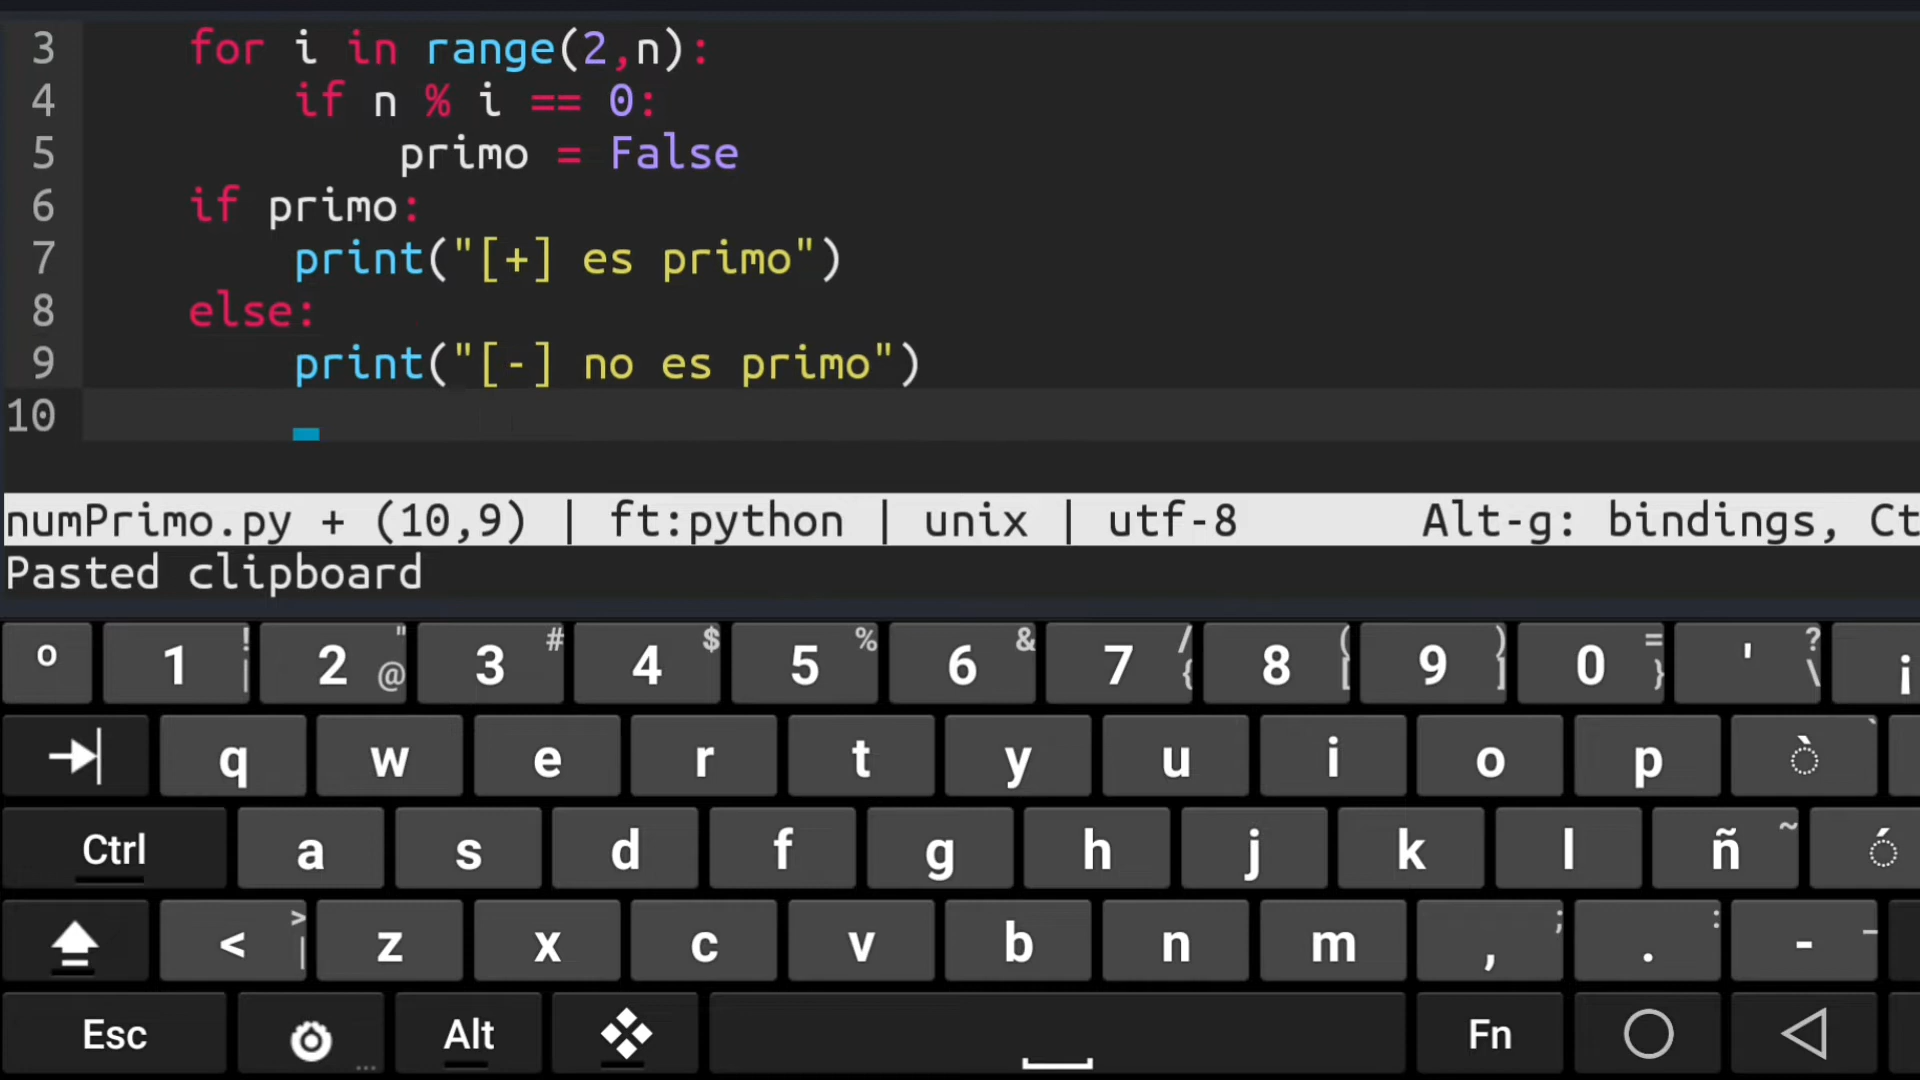 3 for i in range(2,n):
4 if n % i == 0:
5 primo = False
6 if primo:
7 print("[+] es primo")
8 else:
9 print("[-] no es primo")
10
numPrimo.py + (10,9) | ft:python | unix | utf-8 Alt-g: bindings, Ct
Pasted clipboard
º 1 ! | 2 " @ 3 # 4 $ 5 % 6 & 7 / { 8 ( [ 9 ) ] 0 = } ' ? \ ¡
q w e r t y u i o p ` 
Ctrl a s d f g h j k l ñ ~ ´
< > | z x c v b n m , ; . : - _
Esc Alt Fn